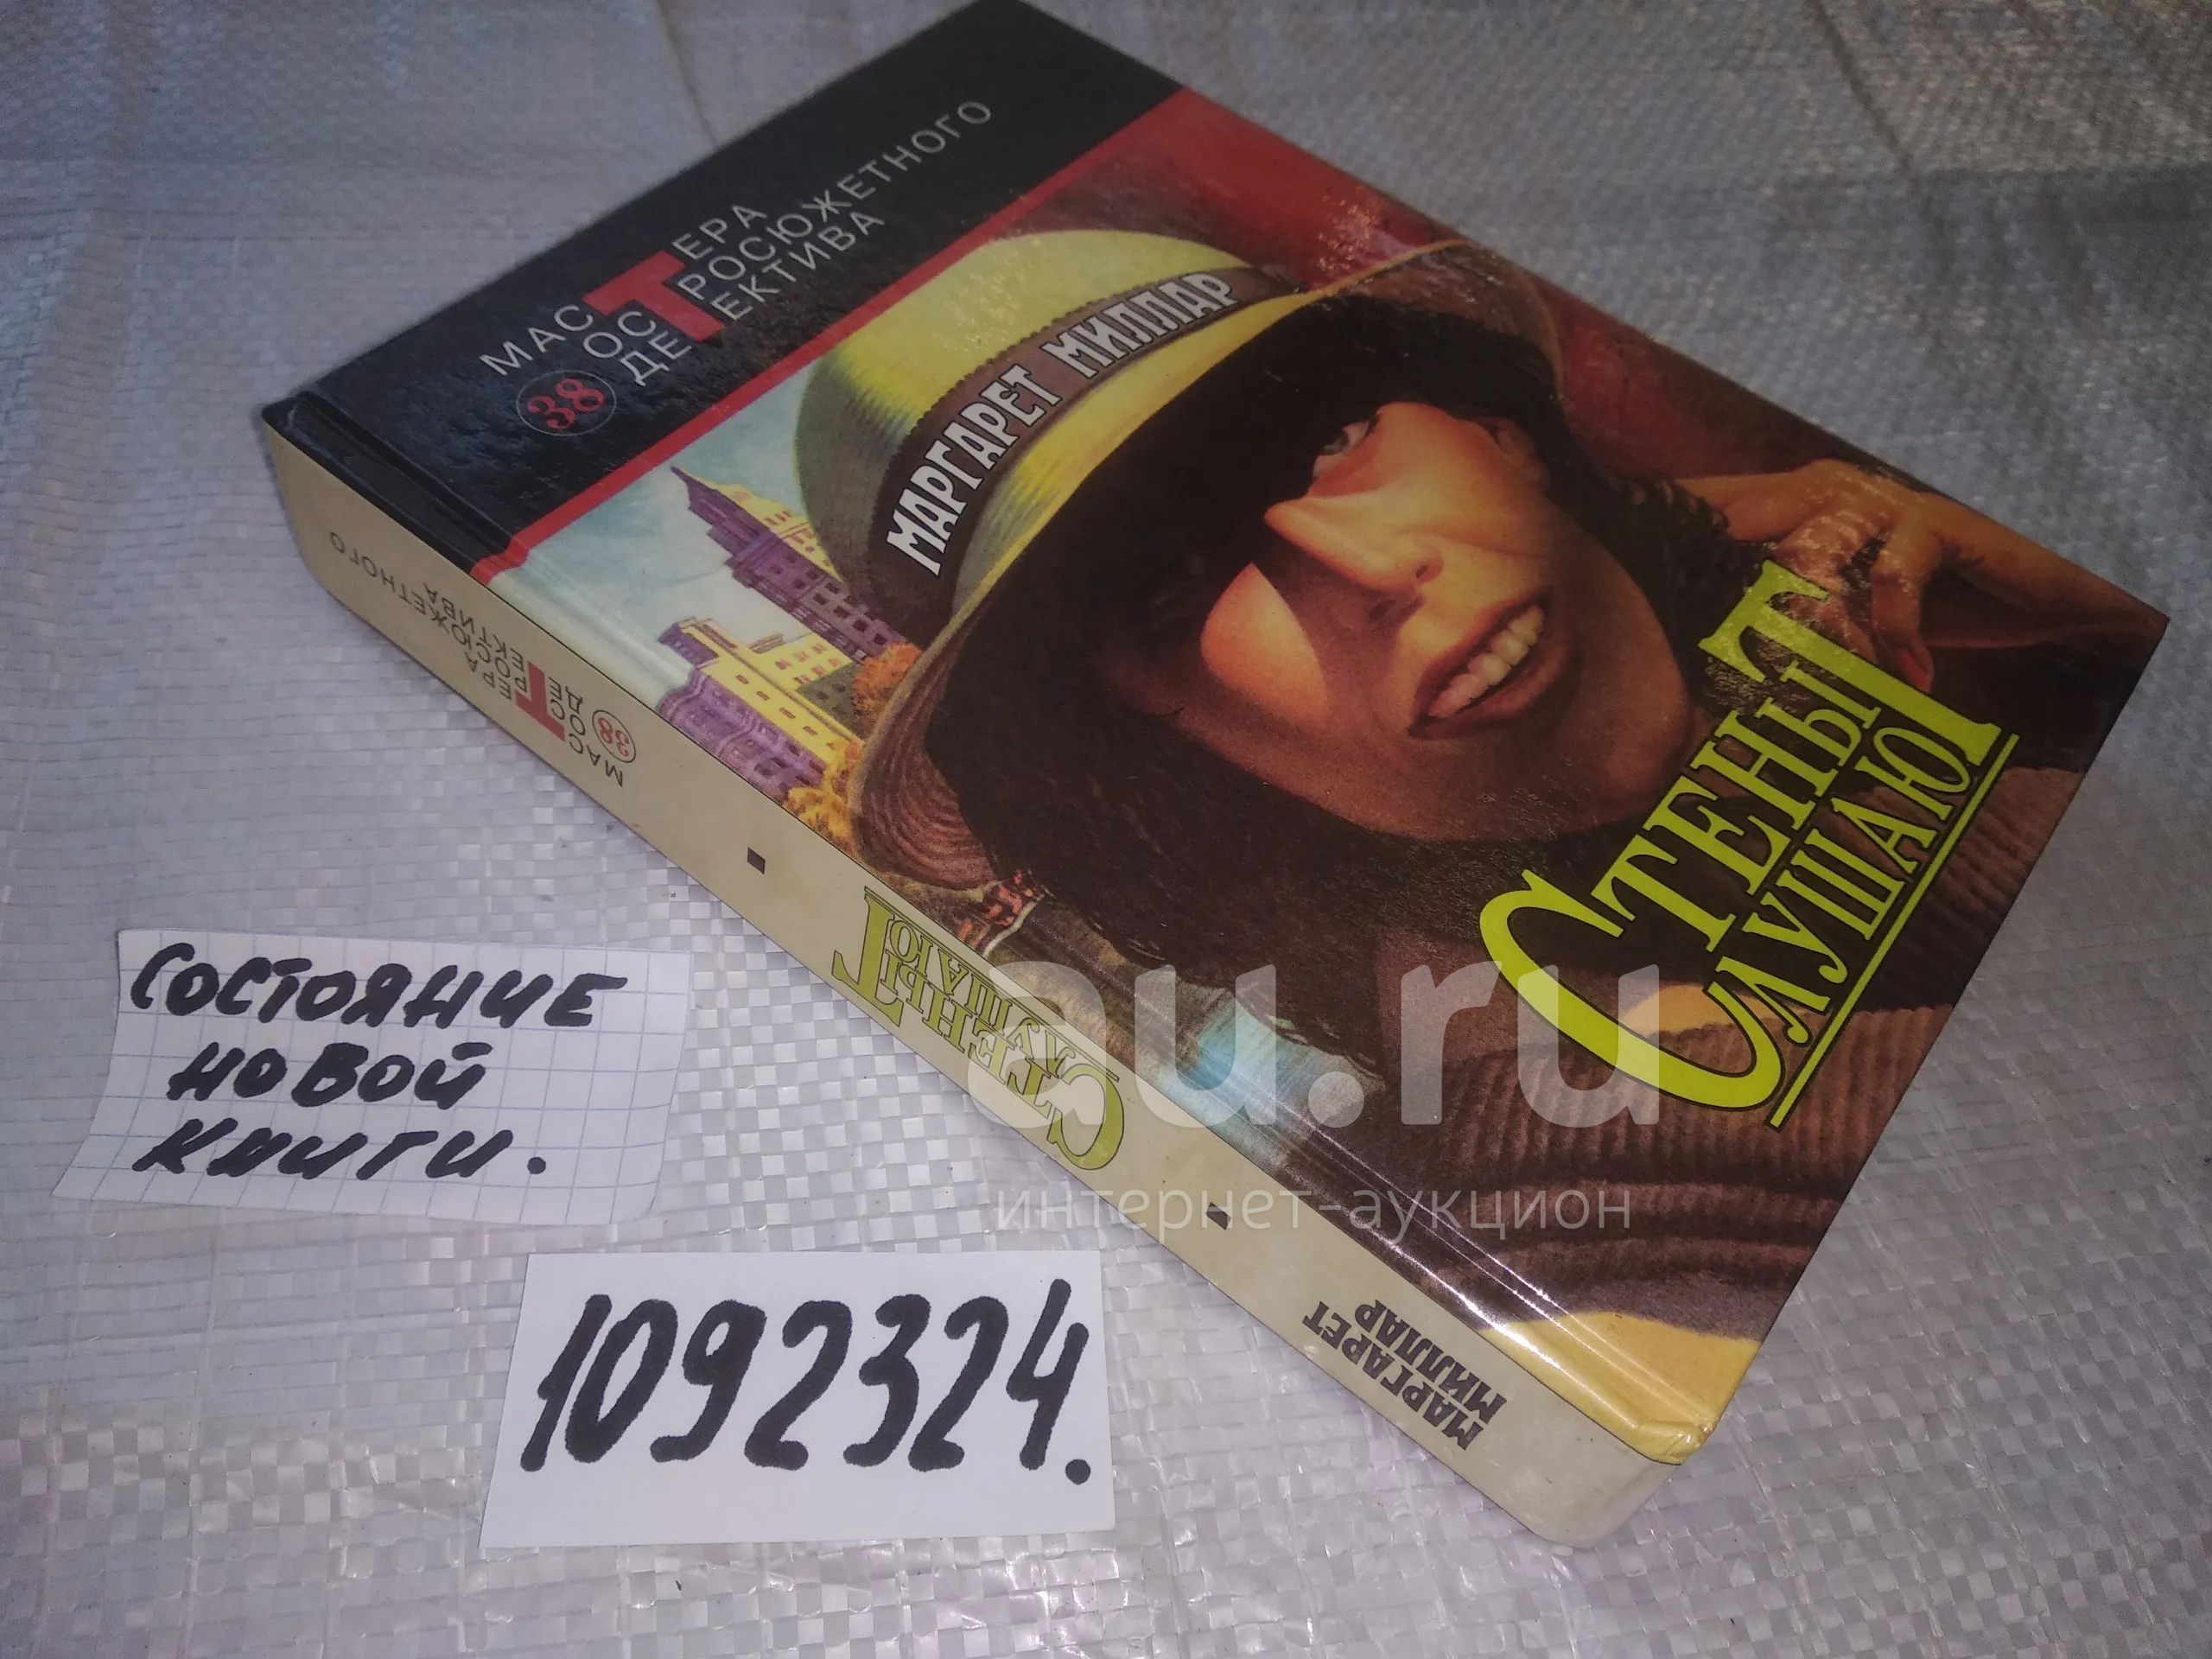 МАСТЕРА
ОСТРОСЮЖЕТНОГО
ДЕТЕКТИВА
38
МАРГАРЕТ МИЛЛАР
СТЕНЫ
СЛУШАЮТ
МАСТЕРА
ОСТРОСЮЖЕТНОГО
ДЕТЕКТИВА
38
СТЕНЫ
СЛУШАЮТ
МАРГАРЕТ
МИЛЛАР
СОСТОЯНИЕ
НОВОЙ
КНИГИ.
1092324.
au.ru
интернет-аукцион